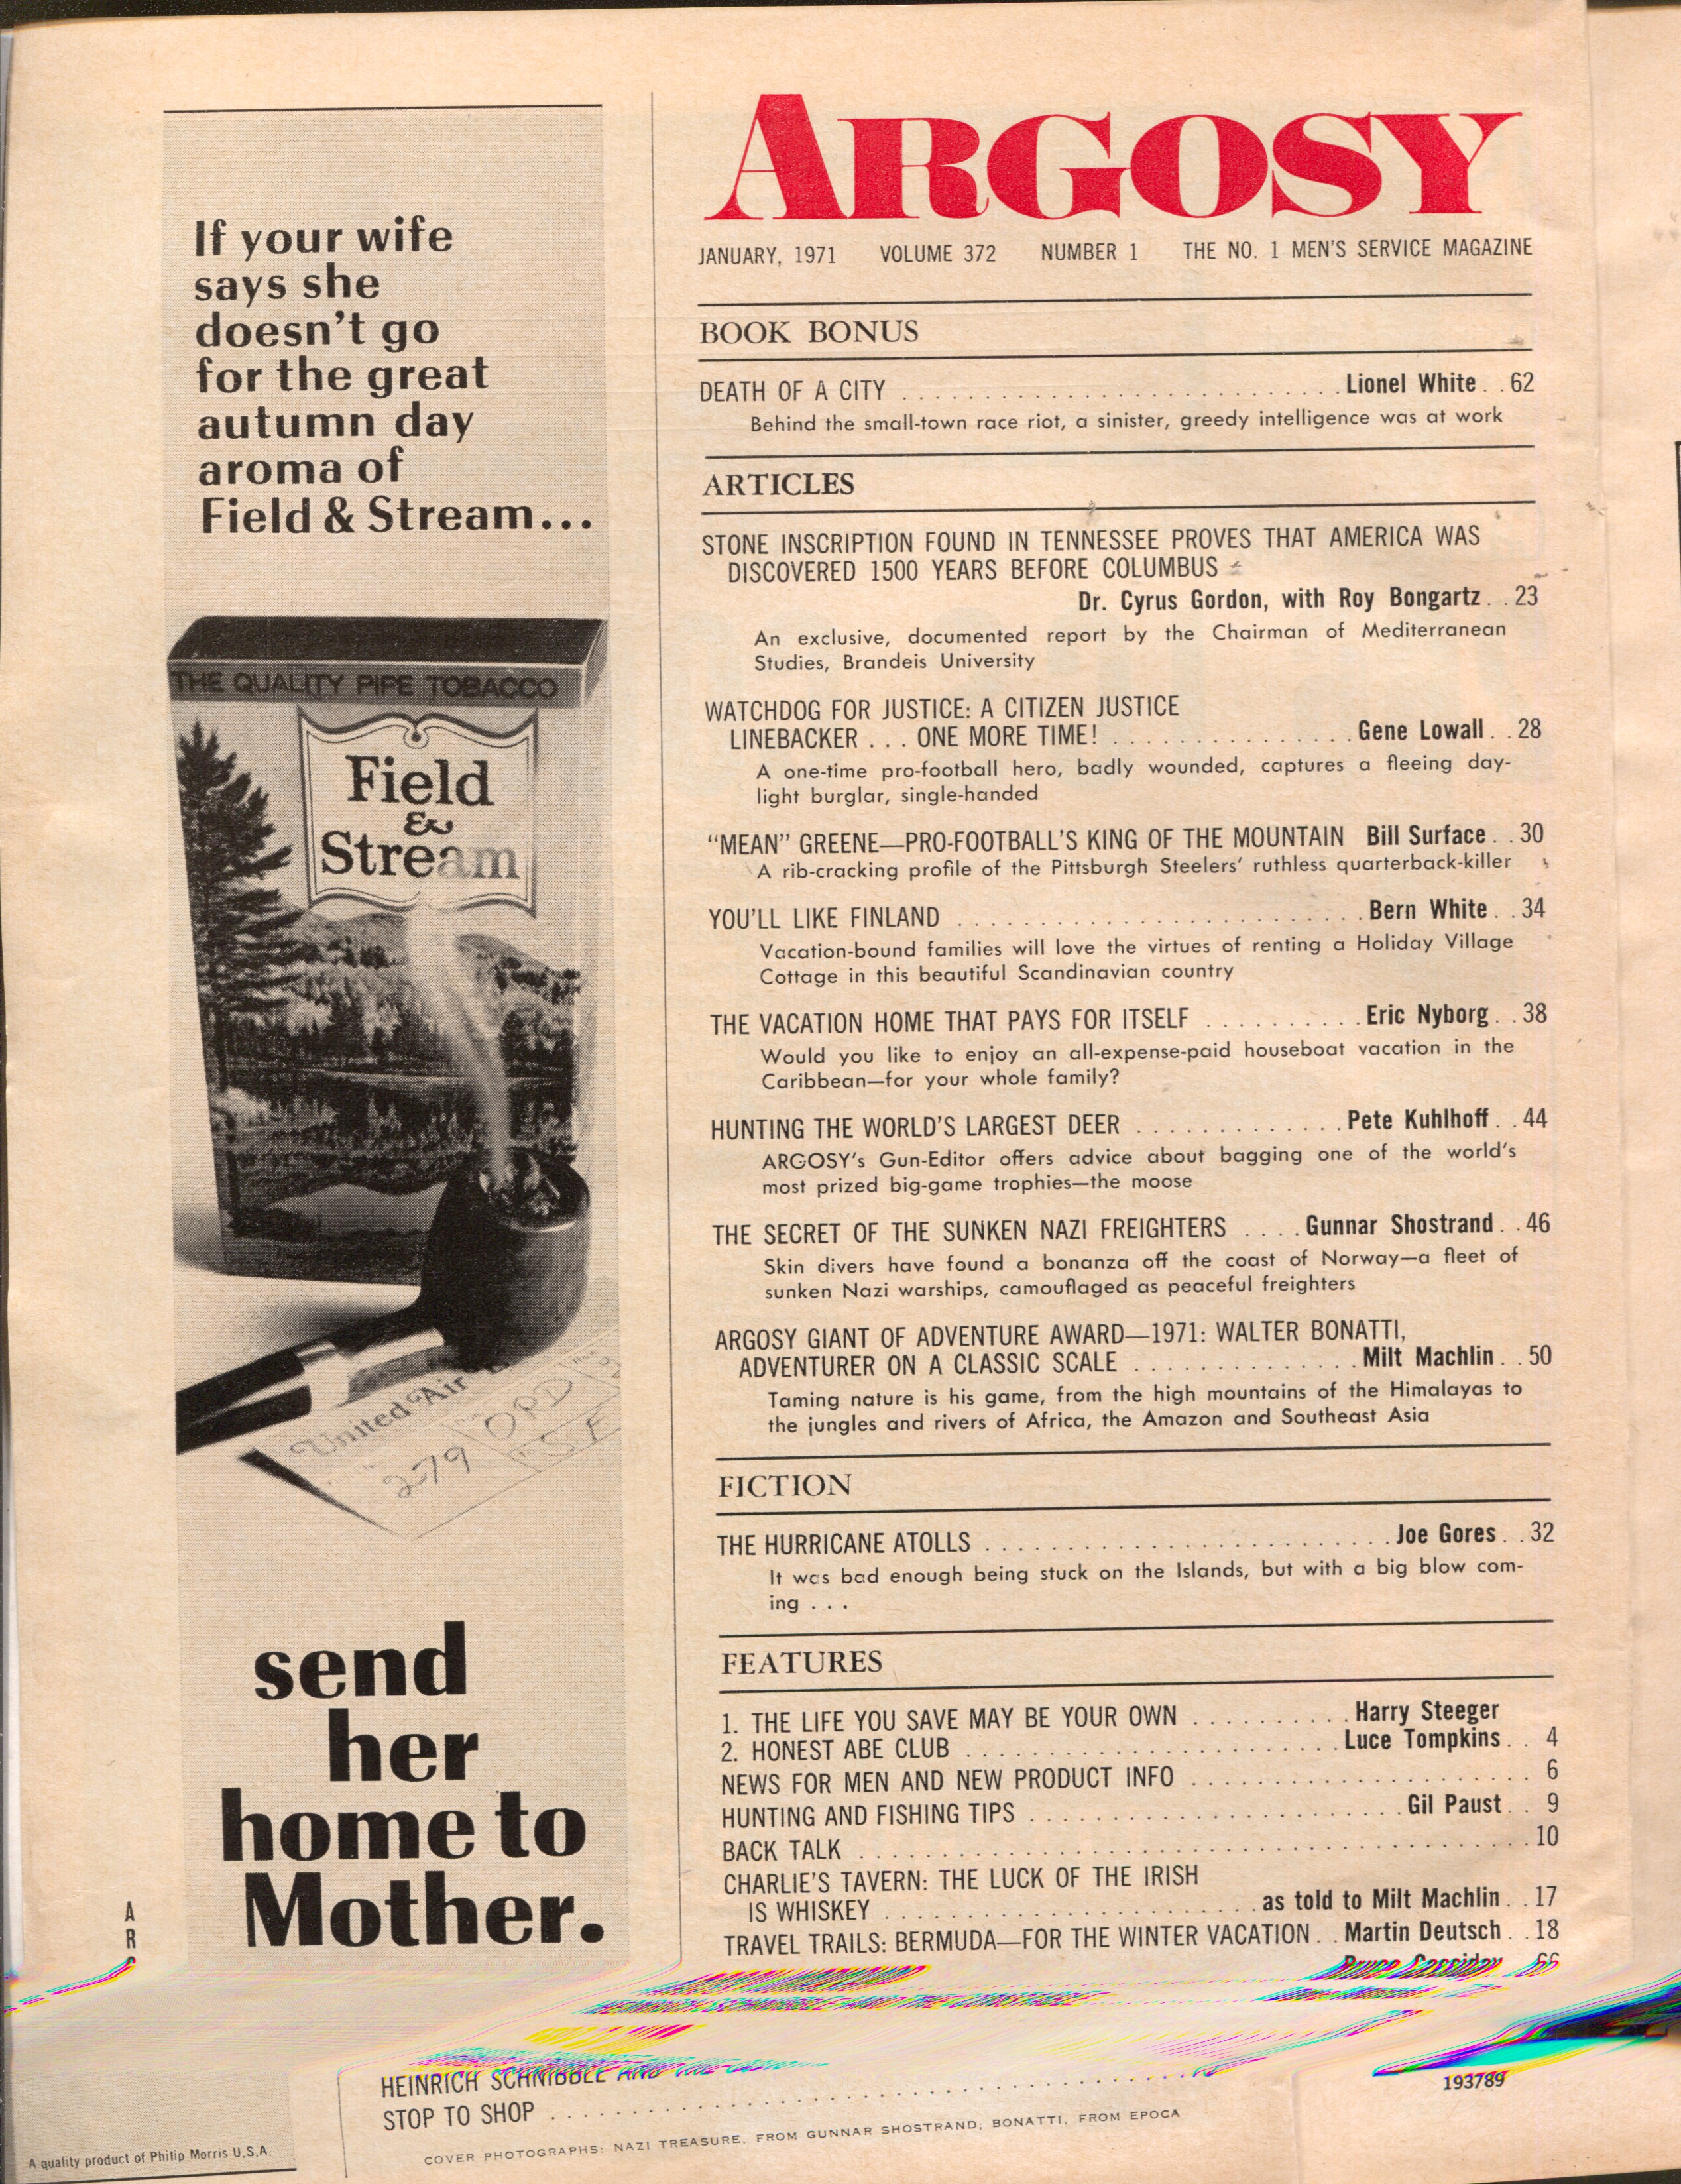 If your wife
says she
doesn't go
for the great
autumn day
aroma of
Field & Stream...
THE QUALITY PIPE TOBACCO
Field
&
Stream
United Air
279
ORD
S F
send
her
home to
Mother.
A
R
A quality product of Philip Morris U.S.A.
ARGOSY
JANUARY, 1971 VOLUME 372 NUMBER 1 THE NO. 1 MEN'S SERVICE MAGAZINE
BOOK BONUS
DEATH OF A CITY . . . . . . . . . . . . . . . . . . . . . . . . . . . Lionel White . . 62
Behind the small-town race riot, a sinister, greedy intelligence was at work
ARTICLES
STONE INSCRIPTION FOUND IN TENNESSEE PROVES THAT AMERICA WAS
DISCOVERED 1500 YEARS BEFORE COLUMBUS
Dr. Cyrus Gordon, with Roy Bongartz . . 23
An exclusive, documented report by the Chairman of Mediterranean
Studies, Brandeis University
WATCHDOG FOR JUSTICE: A CITIZEN JUSTICE
LINEBACKER . . . ONE MORE TIME! . . . . . . . . . . . . . . . Gene Lowall . . 28
A one-time pro-football hero, badly wounded, captures a fleeing day-
light burglar, single-handed
"MEAN" GREENE—PRO-FOOTBALL'S KING OF THE MOUNTAIN Bill Surface . . 30
A rib-cracking profile of the Pittsburgh Steelers' ruthless quarterback-killer
YOU'LL LIKE FINLAND . . . . . . . . . . . . . . . . . . . . . . . . . Bern White . . 34
Vacation-bound families will love the virtues of renting a Holiday Village
Cottage in this beautiful Scandinavian country
THE VACATION HOME THAT PAYS FOR ITSELF . . . . . . . . . . Eric Nyborg . . 38
Would you like to enjoy an all-expense-paid houseboat vacation in the
Caribbean—for your whole family?
HUNTING THE WORLD'S LARGEST DEER . . . . . . . . . . . . . Pete Kuhlhoff . . 44
ARGOSY's Gun-Editor offers advice about bagging one of the world's
most prized big-game trophies—the moose
THE SECRET OF THE SUNKEN NAZI FREIGHTERS . . . . Gunnar Shostrand . . 46
Skin divers have found a bonanza off the coast of Norway—a fleet of
sunken Nazi warships, camouflaged as peaceful freighters
ARGOSY GIANT OF ADVENTURE AWARD—1971: WALTER BONATTI,
ADVENTURER ON A CLASSIC SCALE . . . . . . . . . . . . . . Milt Machlin . . 50
Taming nature is his game, from the high mountains of the Himalayas to
the jungles and rivers of Africa, the Amazon and Southeast Asia
FICTION
THE HURRICANE ATOLLS . . . . . . . . . . . . . . . . . . . . . . . . . Joe Gores . . 32
It was bad enough being stuck on the Islands, but with a big blow com-
ing . . .
FEATURES
1. THE LIFE YOU SAVE MAY BE YOUR OWN . . . . . . . . . . Harry Steeger
2. HONEST ABE CLUB . . . . . . . . . . . . . . . . . . . . . . . Luce Tompkins . . 4
NEWS FOR MEN AND NEW PRODUCT INFO . . . . . . . . . . . . . . . . . . . . . 6
HUNTING AND FISHING TIPS . . . . . . . . . . . . . . . . . . . . . . . Gil Paust . . 9
BACK TALK . . . . . . . . . . . . . . . . . . . . . . . . . . . . . . . . . . . . . . . . . 10
CHARLIE'S TAVERN: THE LUCK OF THE IRISH
IS WHISKEY . . . . . . . . . . . . . . . . . . . . . . . as told to Milt Machlin . . 17
TRAVEL TRAILS: BERMUDA—FOR THE WINTER VACATION . . Martin Deutsch . . 18
Bruce Cassiday 66
HEINRICH SCHNIBBLE AND THE CONSTABLE
HEINRICH SCHNIBBLE AND THE
STOP TO SHOP . . . . . . . . . . . . . . . . . . . . . . . . . . . . . .
193789
COVER PHOTOGRAPHS: NAZI TREASURE, FROM GUNNAR SHOSTRAND; BONATTI, FROM EPOCA